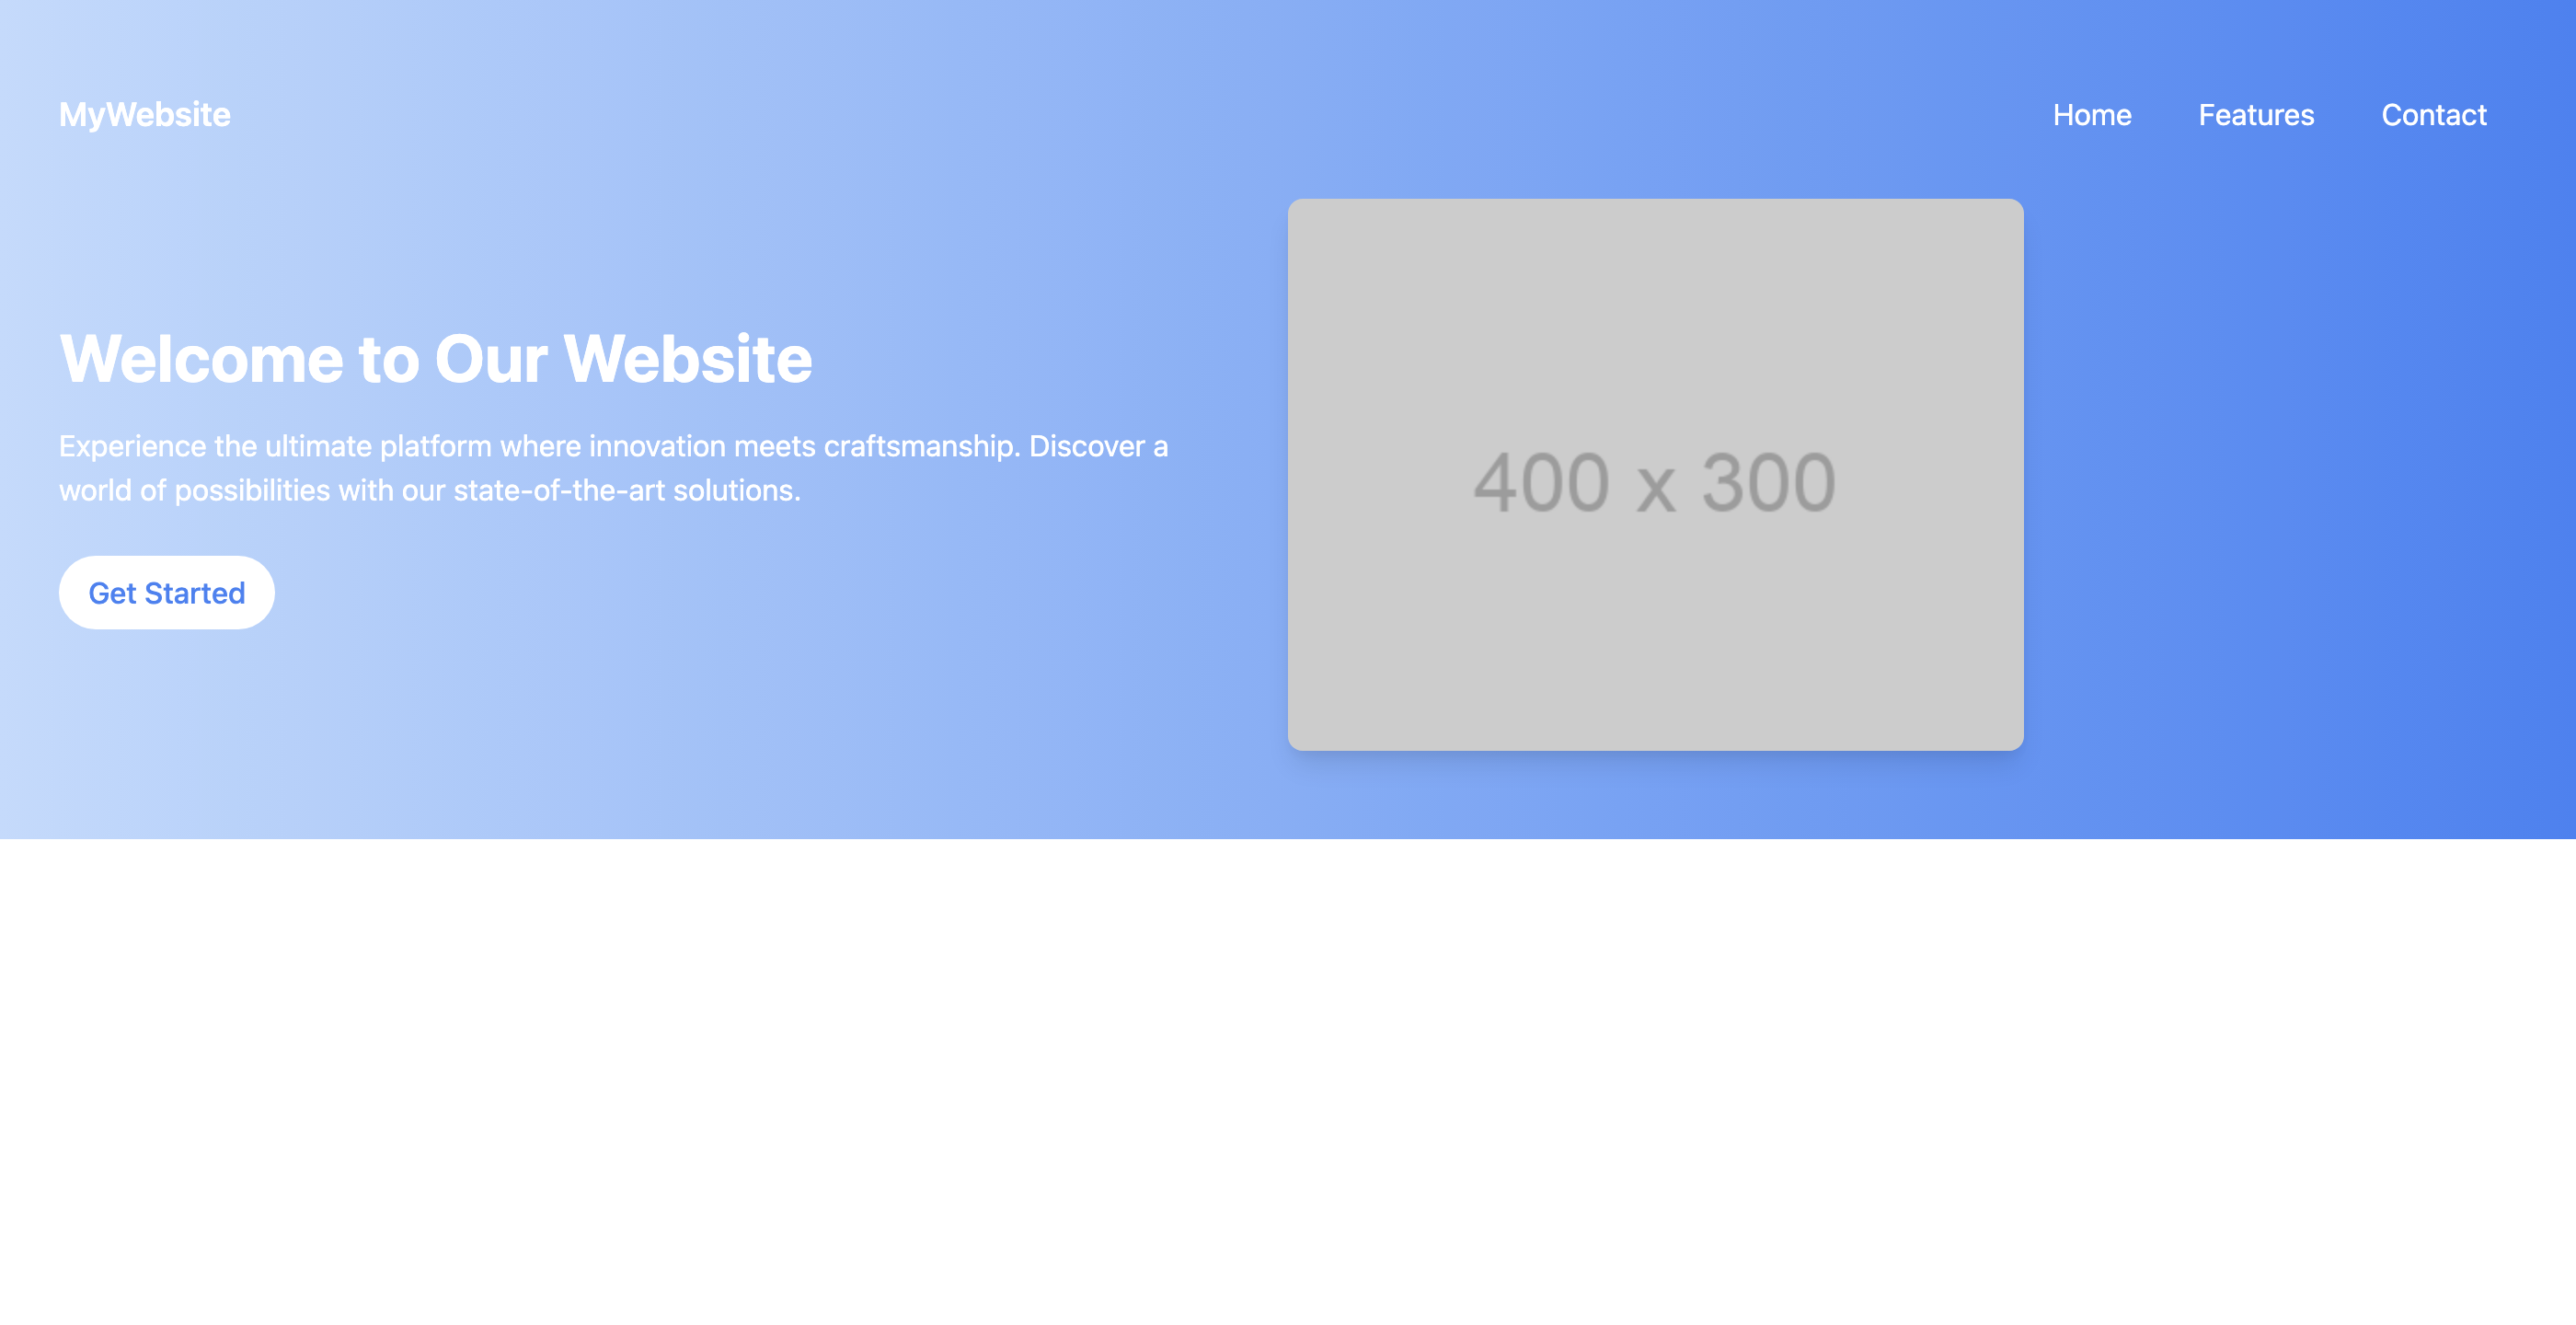 MyWebsite
Home Features Contact
Welcome to Our Website
Experience the ultimate platform where innovation meets craftsmanship. Discover a
world of possibilities with our state-of-the-art solutions.
Get Started
400 x 300